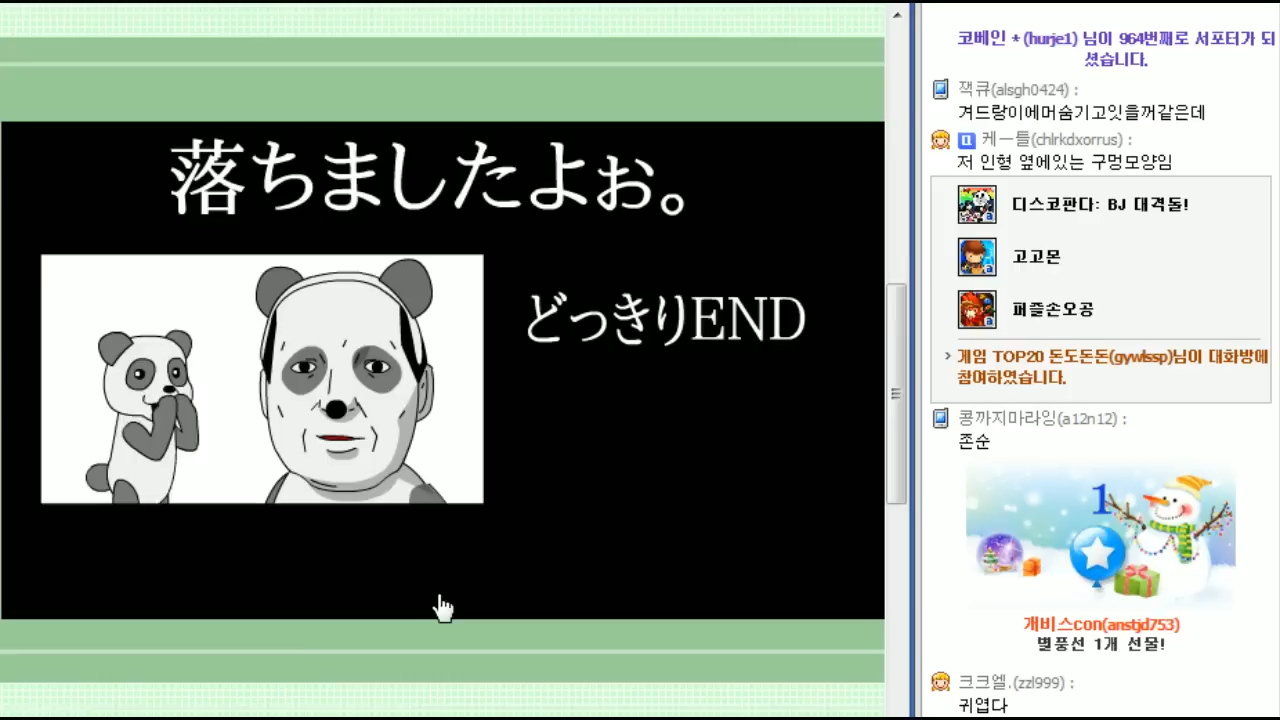 落ちましたよぉ。
どっきりEND
코베인 * (hurje1) 님이 964번째로 서포터가 되
셨습니다.
잭큐(alsgh0424) :
겨드랑이에머숨기고잇을꺼같은데
케ㅡ틀(chlrkdxorrus) :
저 인형 옆에있는 구멍모양임
디스코판다: BJ 대격돌!
고고몬
퍼즐손오공
› 게임 TOP20 돈도돈돈(gywlssp)님이 대화방에
참여하였습니다.
콩까지마라잉(a12n12) :
존순
1
개비스con(anstjd753)
별풍선 1개 선물!
크크엘.(zzl999) :
귀엽다